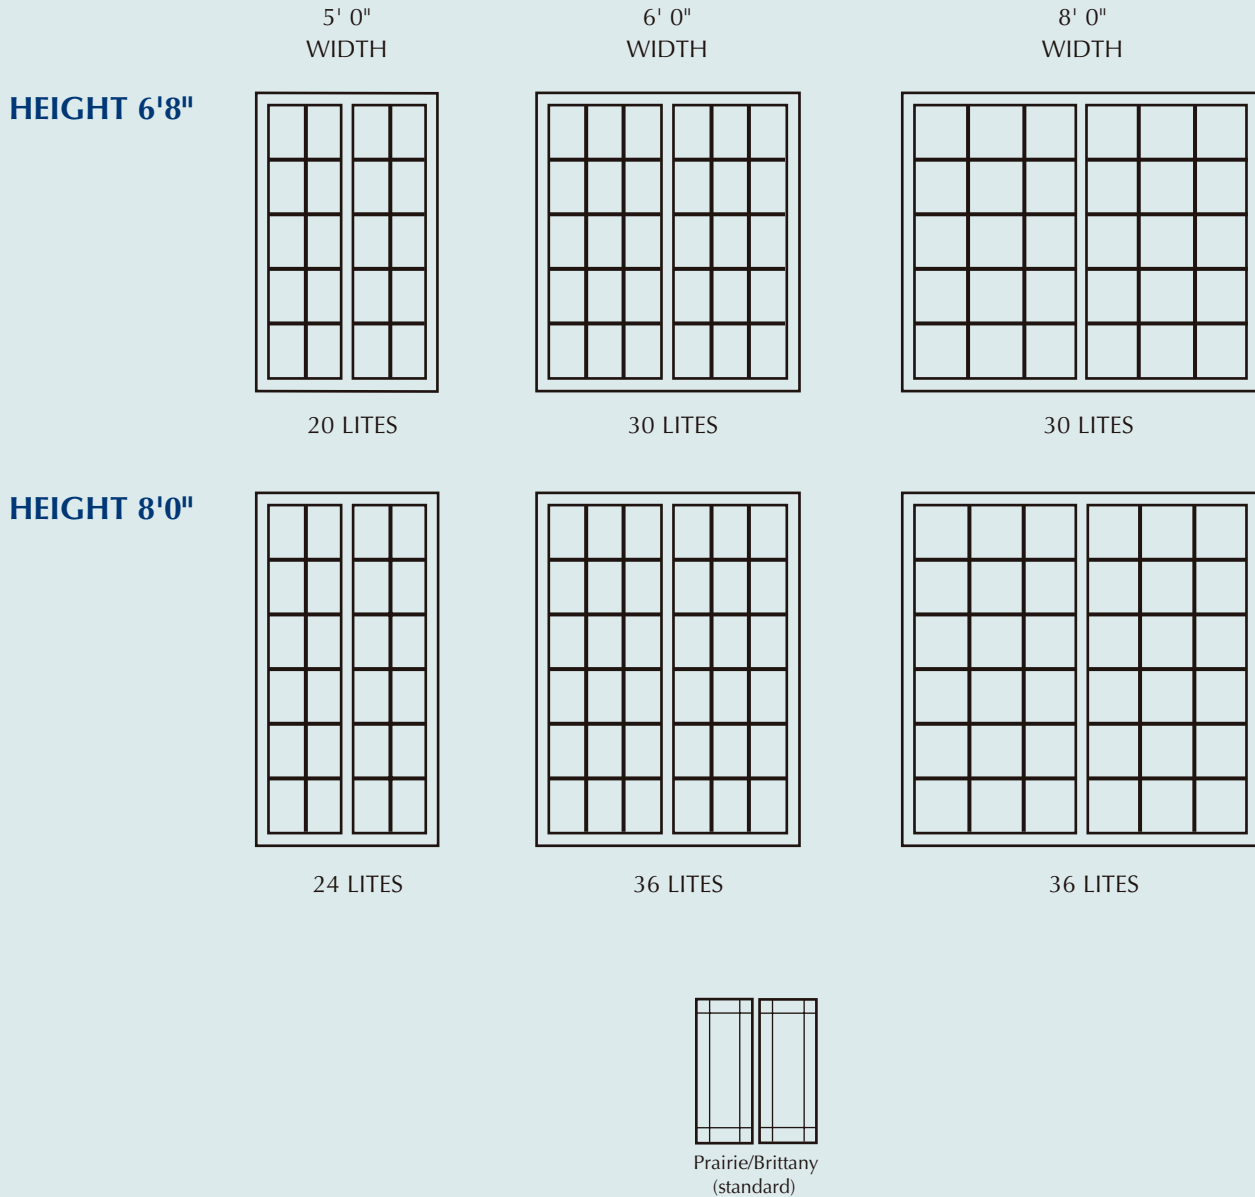 5' 0"
WIDTH
6' 0"
WIDTH
8' 0"
WIDTH
HEIGHT 6'8"
20 LITES
30 LITES
30 LITES
HEIGHT 8'0"
24 LITES
36 LITES
36 LITES
Prairie/Brittany
(standard)